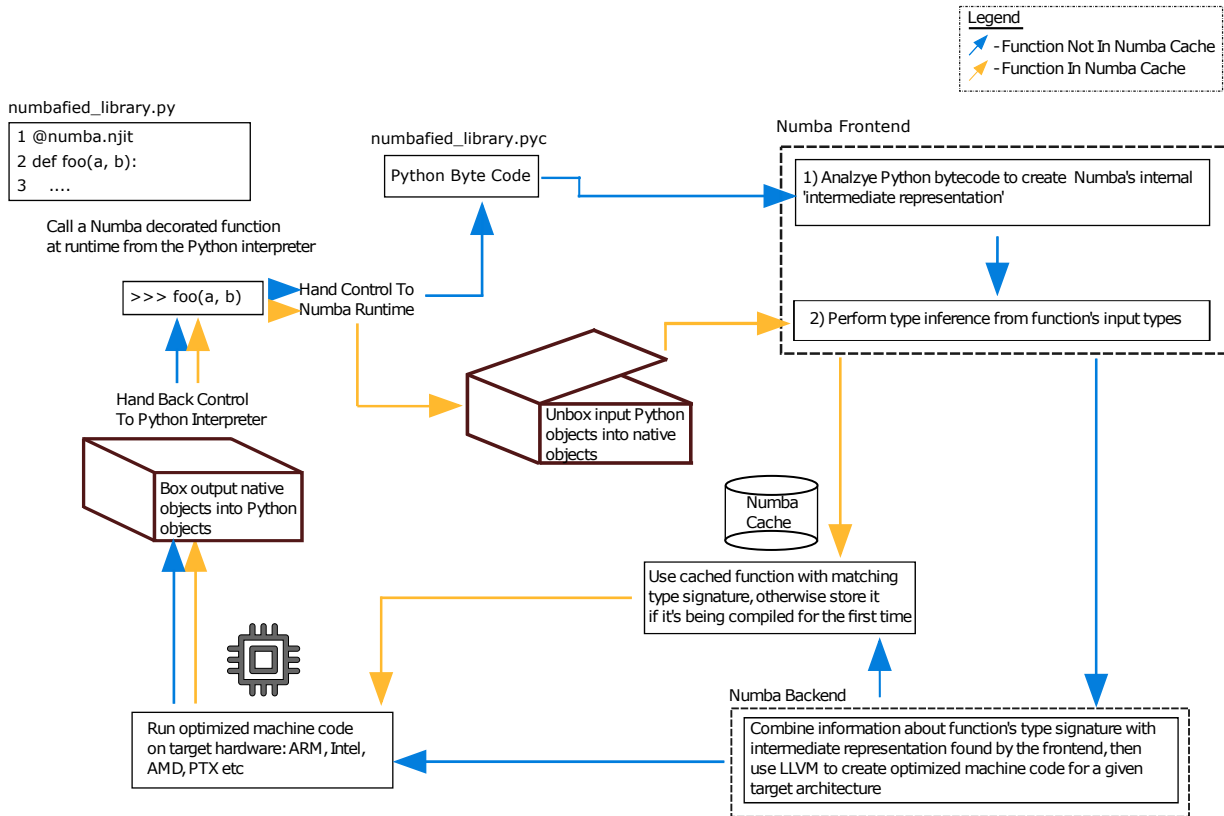 Legend
- Function Not In Numba Cache
- Function In Numba Cache
numbafied_library.py
1 @numba.njit
2 def foo(a, b):
3 ....
Call a Numba decorated function
at runtime from the Python interpreter
numbafied_library.pyc
Python Byte Code
Numba Frontend
1) Analzye Python bytecode to create Numba's internal
'intermediate representation'
>>> foo(a, b)
Hand Control To
Numba Runtime
2) Perform type inference from function's input types
Hand Back Control
To Python Interpreter
Unbox input Python
objects into native
objects
Box output native
objects into Python
objects
Numba
Cache
Use cached function with matching
type signature, otherwise store it
if it's being compiled for the first time
Numba Backend
Run optimized machine code
on target hardware: ARM, Intel,
AMD, PTX etc
Combine information about function's type signature with
intermediate representation found by the frontend, then
use LLVM to create optimized machine code for a given
target architecture